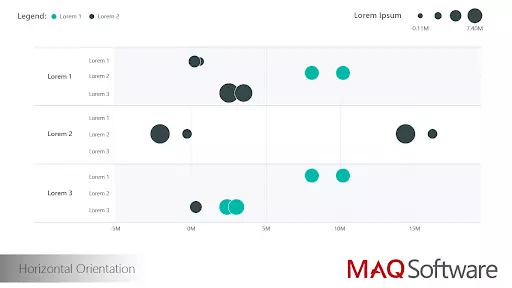 Legend: Lorem 1 Lorem 2
Lorem Ipsum
-0.11M 7.40M
Lorem 1
Lorem 1
Lorem 2
Lorem 3
Lorem 2
Lorem 1
Lorem 2
Lorem 3
Lorem 3
Lorem 1
Lorem 2
Lorem 3
-5M 0M 5M 10M 15M
Horizontal Orientation
MAQ Software